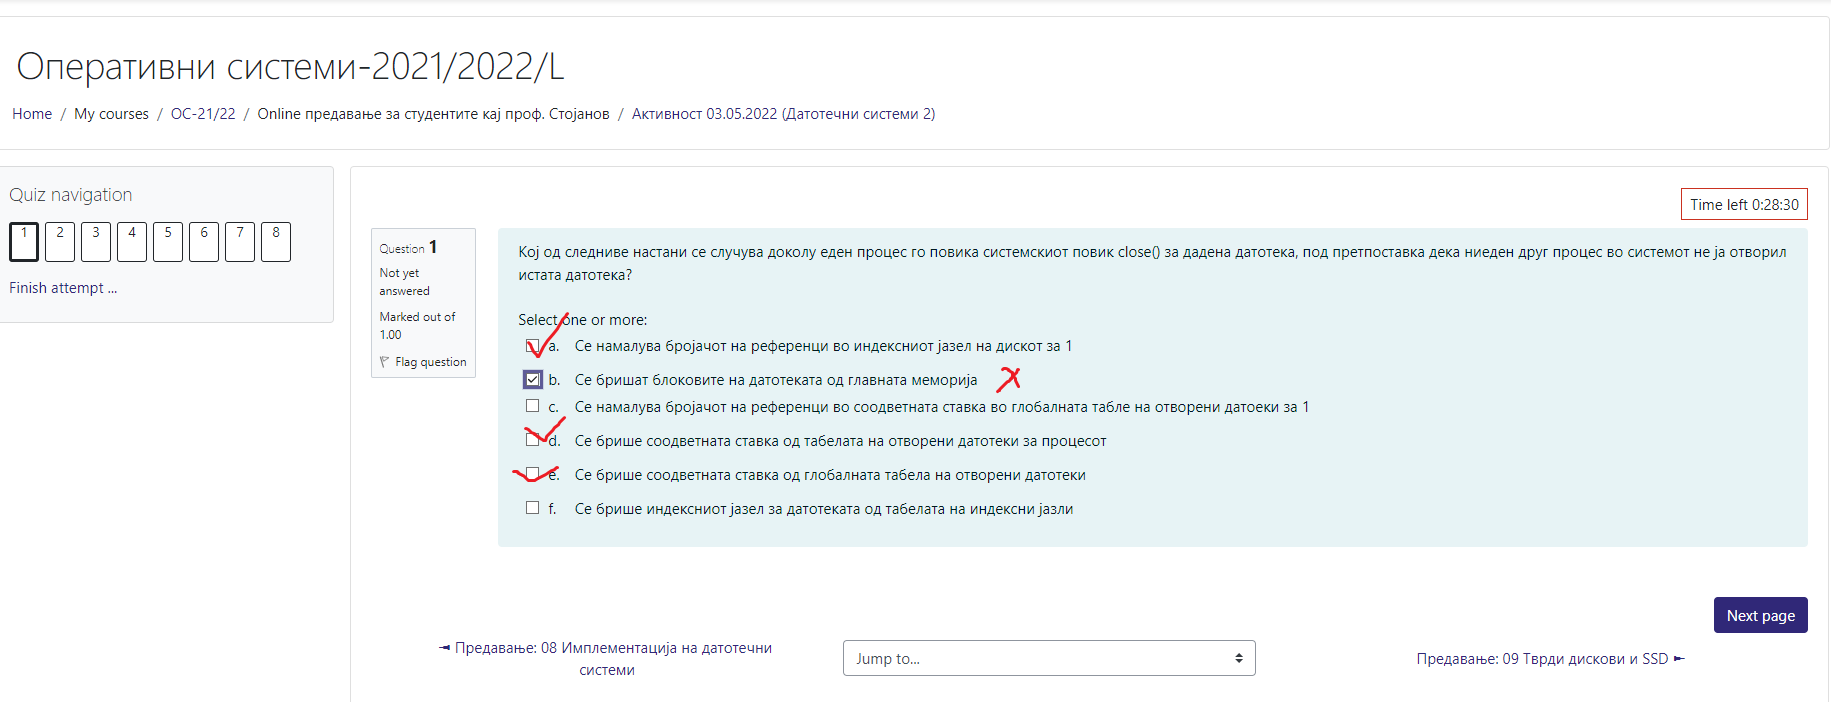 Оперативни системи-2021/2022/L
Home / My courses / ОС-21/22 / Online предавање за студентите кај проф. Стојанов / Активност 03.05.2022 (Датотечни системи 2)
Quiz navigation
1 2 3 4 5 6 7 8
Finish attempt ...
Time left 0:28:30
Question 1
Not yet
answered
Marked out of
1.00
Flag question
Кој од следниве настани се случува доколу еден процес го повика системскиот повик close() за дадена датотека, под претпоставка дека ниеден друг процес во системот не ја отворил
истата датотека?
Select one or more:
a. Се намалува бројачот на референци во индексниот јазел на дискот за 1
b. Се бришат блоковите на датотеката од главната меморија
c. Се намалува бројачот на референци во соодветната ставка во глобалната табле на отворени датоеки за 1
d. Се брише соодветната ставка од табелата на отворени датотеки за процесот
e. Се брише соодветната ставка од глобалната табела на отворени датотеки
f. Се брише индексниот јазел за датотеката од табелата на индексни јазли
Next page
◄ Предавање: 08 Имплементација на датотечни
системи
Jump to...
Предавање: 09 Тврди дискови и SSD ►